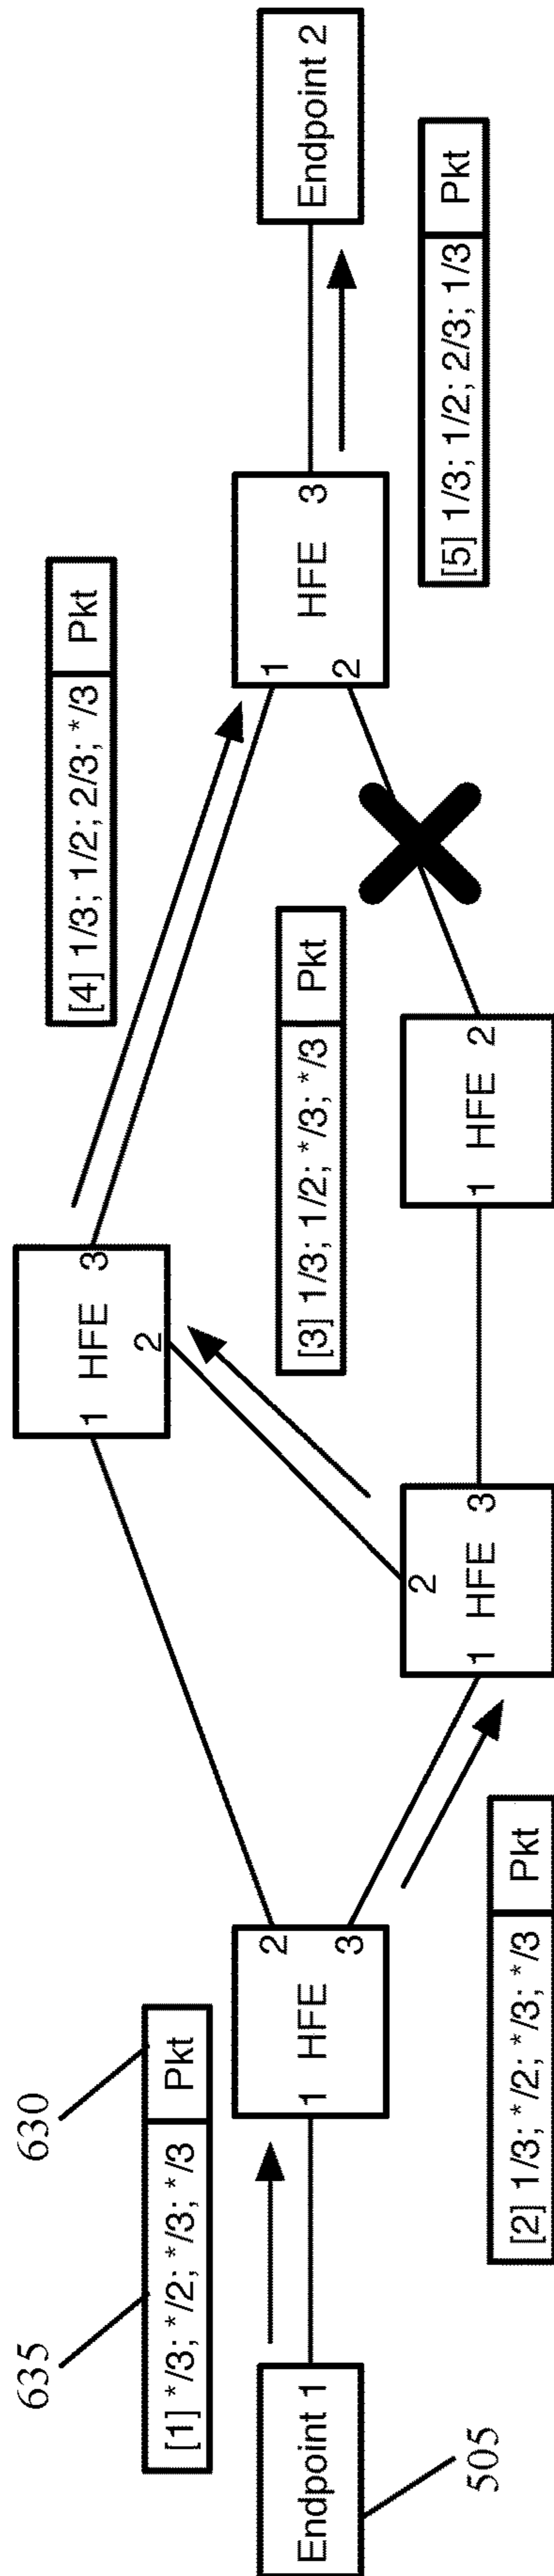 635
630
[1] */3; */2; */3; */3 Pkt
Endpoint 1
505
1 HFE 2 3
[2] 1/3; */2; */3; */3 Pkt
1 HFE 2 3
[3] 1/3; 1/2; */3; */3 Pkt
1 HFE 2 3
1 HFE 2
[4] 1/3; 1/2; 2/3; */3 Pkt
1 2 HFE 3
[5] 1/3; 1/2; 2/3; 1/3 Pkt
Endpoint 2